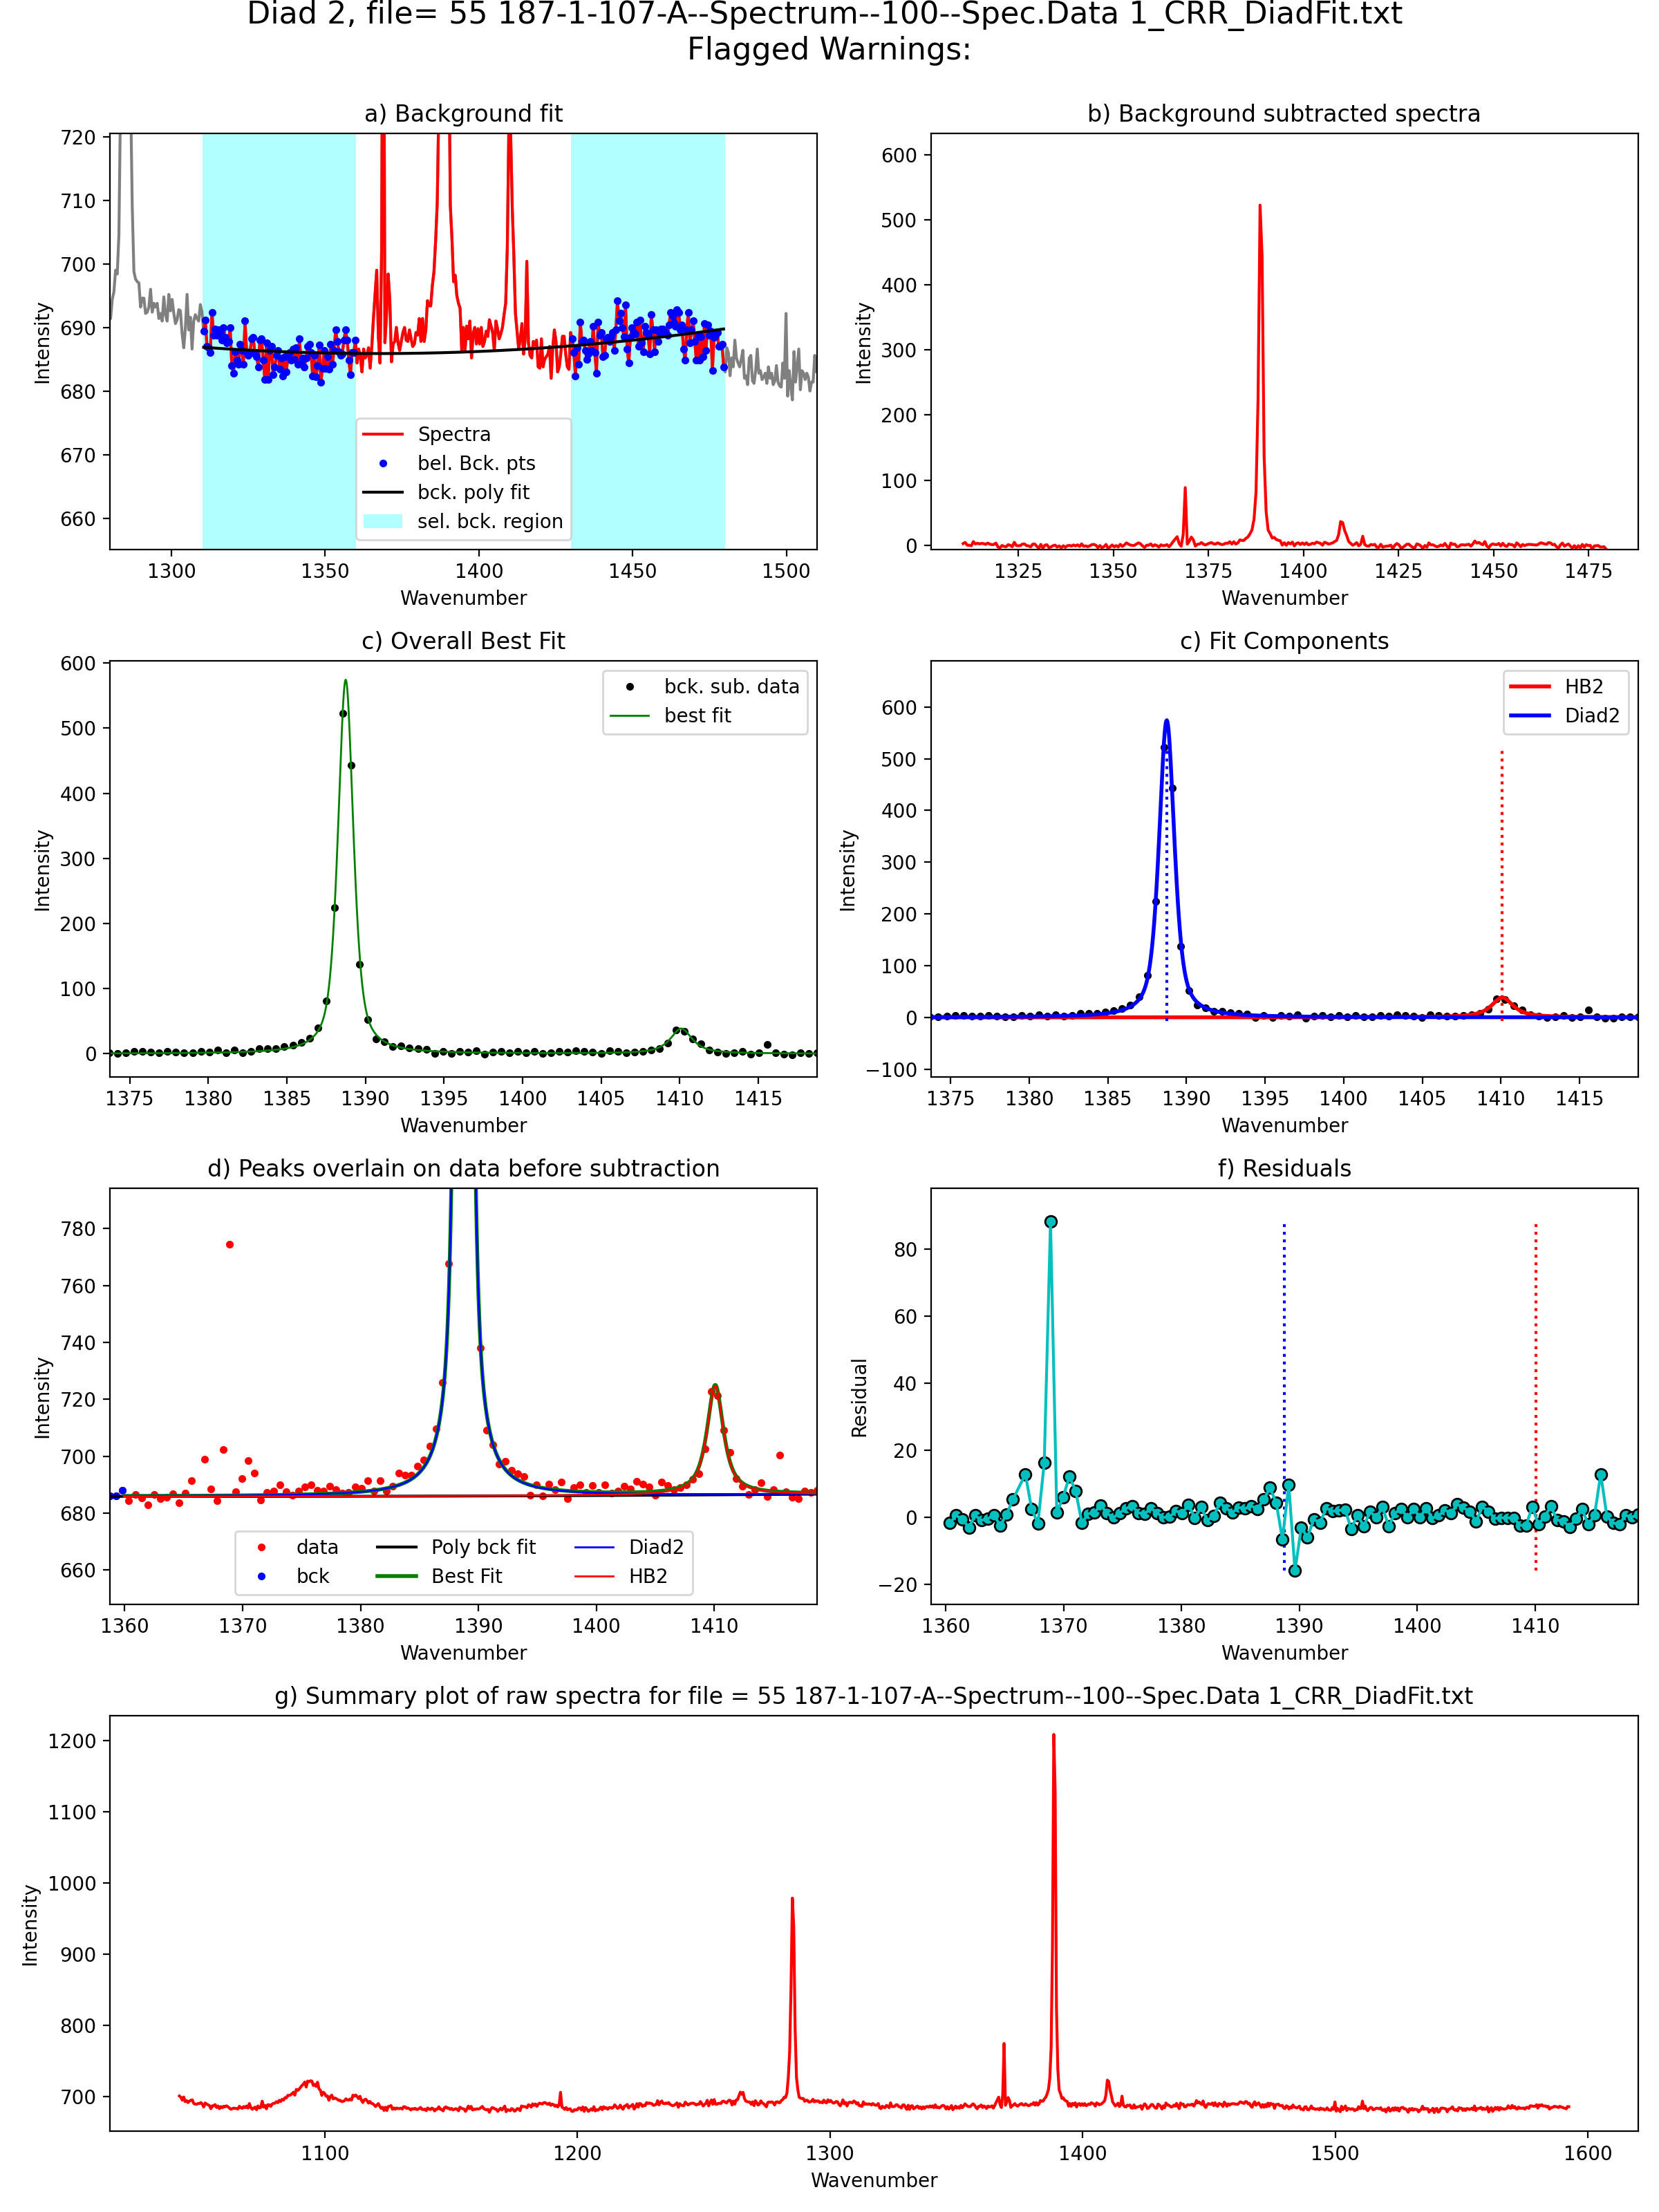 Diad 2, file= 55 187-1-107-A--Spectrum--100--Spec.Data 1_CRR_DiadFit.txt
Flagged Warnings:
a) Background fit
720
710
700
690
680
670
660
Intensity
Spectra
bel. Bck. pts
bck. poly fit
sel. bck. region
1300 1350 1400 1450 1500
Wavenumber
b) Background subtracted spectra
600
500
400
300
200
100
0
Intensity
1325 1350 1375 1400 1425 1450 1475
Wavenumber
c) Overall Best Fit
600
500
400
300
200
100
0
Intensity
bck. sub. data
best fit
1375 1380 1385 1390 1395 1400 1405 1410 1415
Wavenumber
c) Fit Components
600
500
400
300
200
100
0
−100
Intensity
HB2
Diad2
1375 1380 1385 1390 1395 1400 1405 1410 1415
Wavenumber
d) Peaks overlain on data before subtraction
780
760
740
720
700
680
660
Intensity
data
bck
Poly bck fit
Best Fit
Diad2
HB2
1360 1370 1380 1390 1400 1410
Wavenumber
f) Residuals
80
60
40
20
0
−20
Residual
1360 1370 1380 1390 1400 1410
Wavenumber
g) Summary plot of raw spectra for file = 55 187-1-107-A--Spectrum--100--Spec.Data 1_CRR_DiadFit.txt
1200
1100
1000
900
800
700
Intensity
1100 1200 1300 1400 1500 1600
Wavenumber